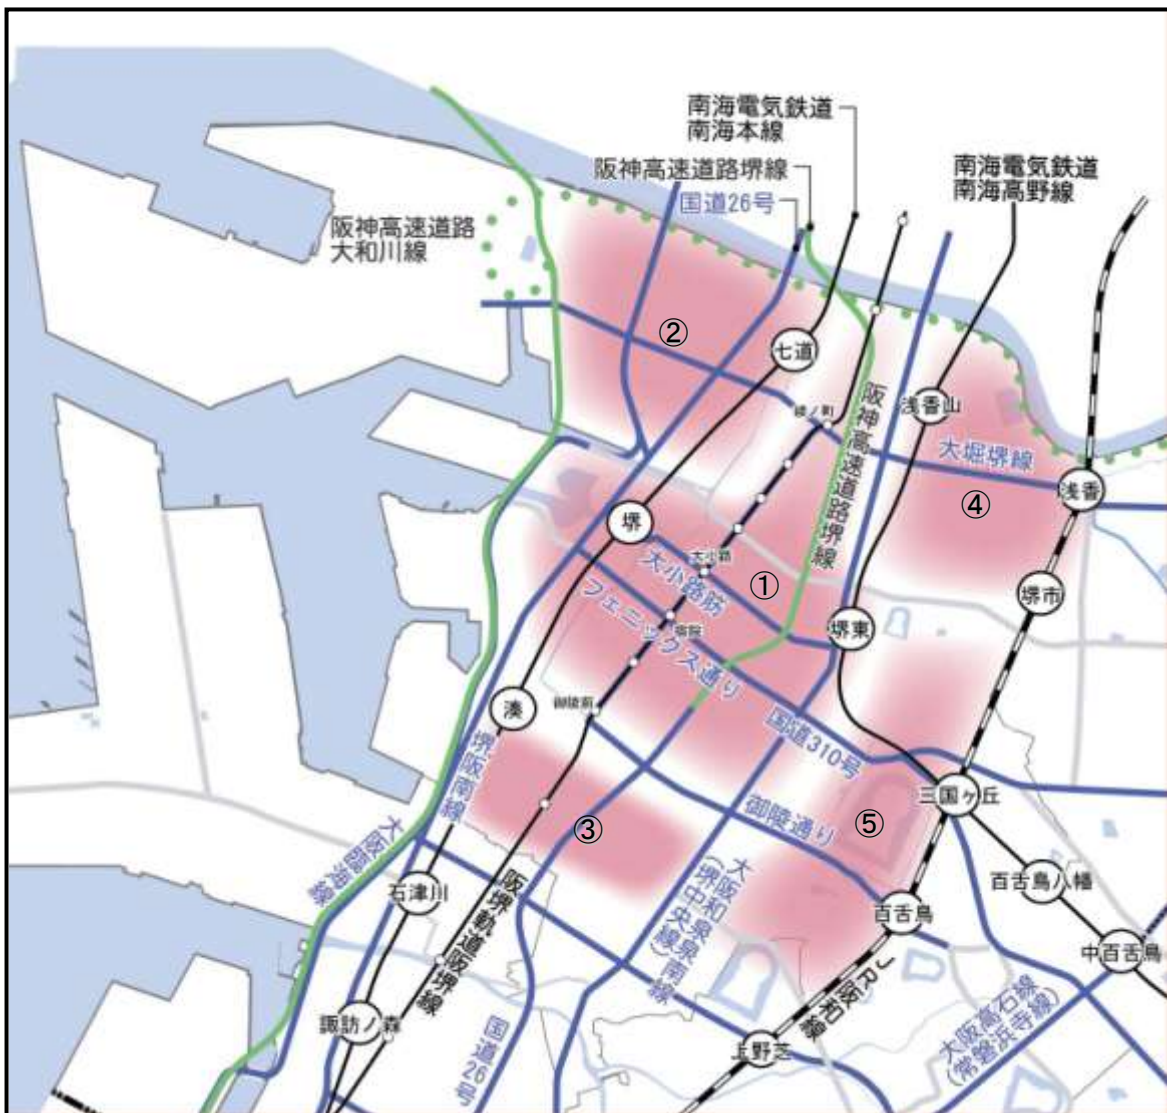 南海電気鉄道
南海本線
阪神高速道路堺線
国道26号
南海電気鉄道
南海高野線
阪神高速道路
大和川線
②
七道
浅香山
綾ノ町
阪神高速道路堺線
大堀堺線
浅香
④
堺
大小路
大小路筋
①
堺市
フェニックス通り
宿院
堺東
湊
御陵前
国道310号
堺阪南線
三国ヶ丘
③
御陵通り
⑤
大阪臨海線
石津川
阪堺軌道阪堺線
大阪和泉泉南線
(堺中央線)
百舌鳥
百舌鳥八幡
中百舌鳥
JR阪和線
諏訪ノ森
国道26号
上野芝
大阪高石線
(常磐浜寺線)